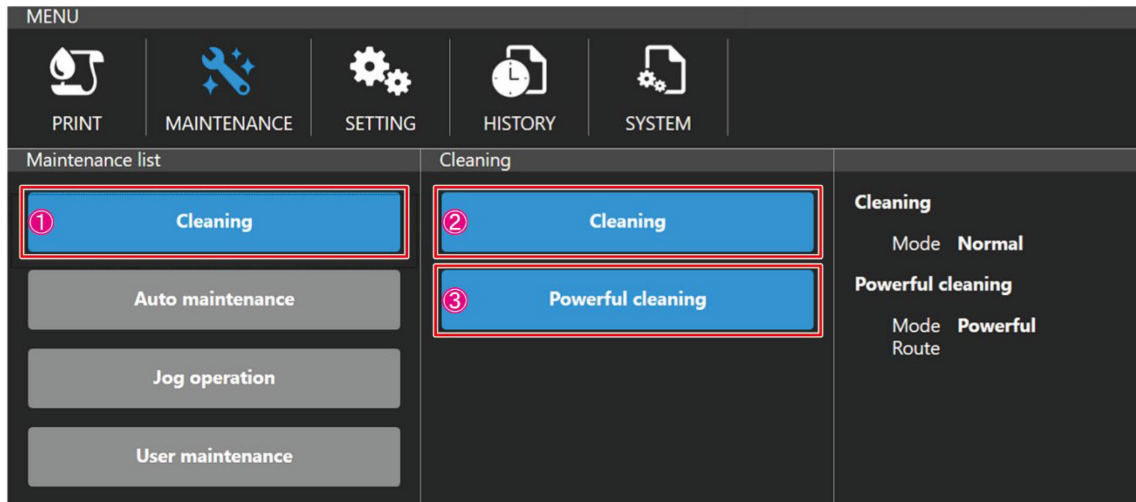 MENU
PRINT
MAINTENANCE
SETTING
HISTORY
SYSTEM
Maintenance list
① Cleaning
Auto maintenance
Jog operation
User maintenance
Cleaning
② Cleaning
③ Powerful cleaning
Cleaning
Mode Normal
Powerful cleaning
Mode Powerful
Route